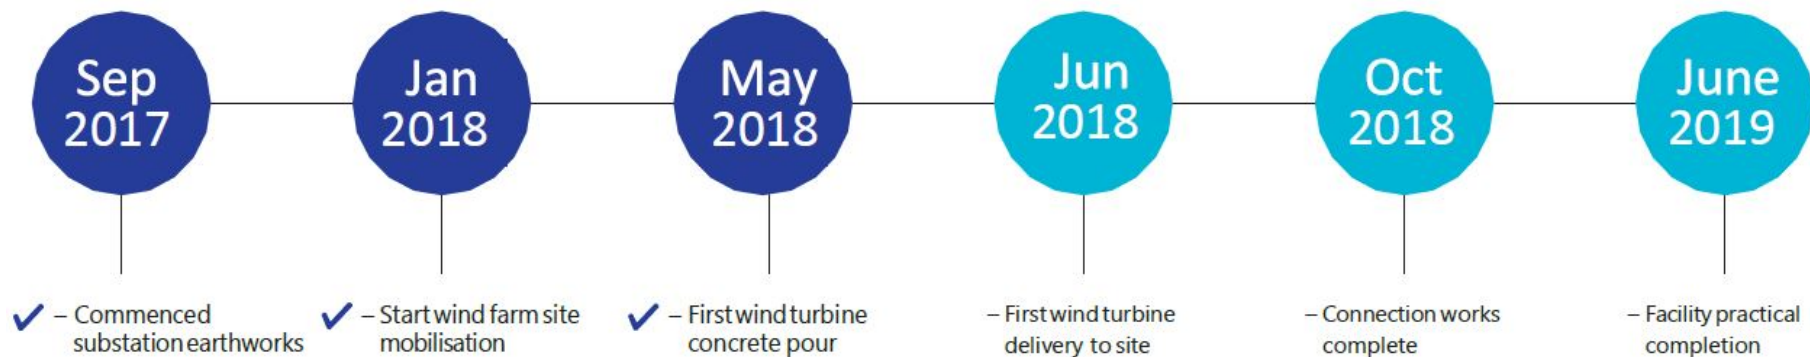 Sep
2017
Jan
2018
May
2018
Jun
2018
Oct
2018
June
2019
– Commenced
substation earthworks
– Start wind farm site
mobilisation
– First wind turbine
concrete pour
– First wind turbine
delivery to site
– Connection works
complete
– Facility practical
completion